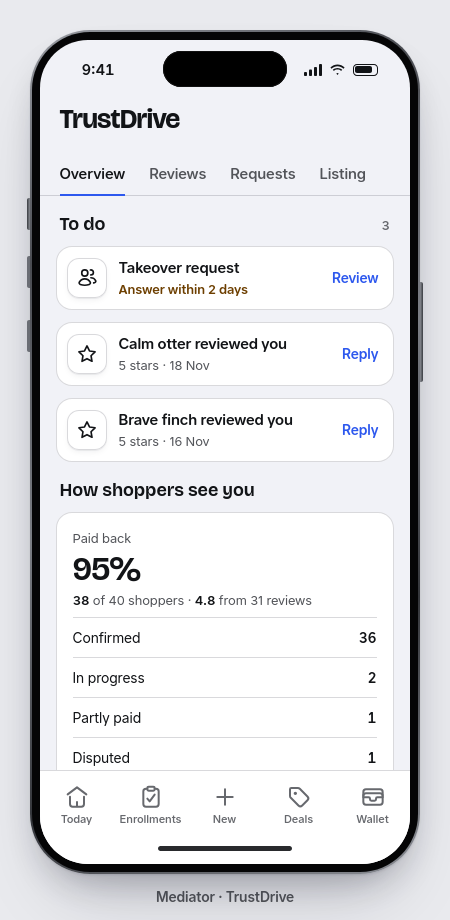 9:41
TrustDrive
Overview Reviews Requests Listing
To do 3
Takeover request
Answer within 2 days
Review
Calm otter reviewed you
5 stars · 18 Nov
Reply
Brave finch reviewed you
5 stars · 16 Nov
Reply
How shoppers see you
Paid back
95%
38 of 40 shoppers · 4.8 from 31 reviews
Confirmed 36
In progress 2
Partly paid 1
Disputed 1
Today Enrollments New Deals Wallet
Mediator · TrustDrive